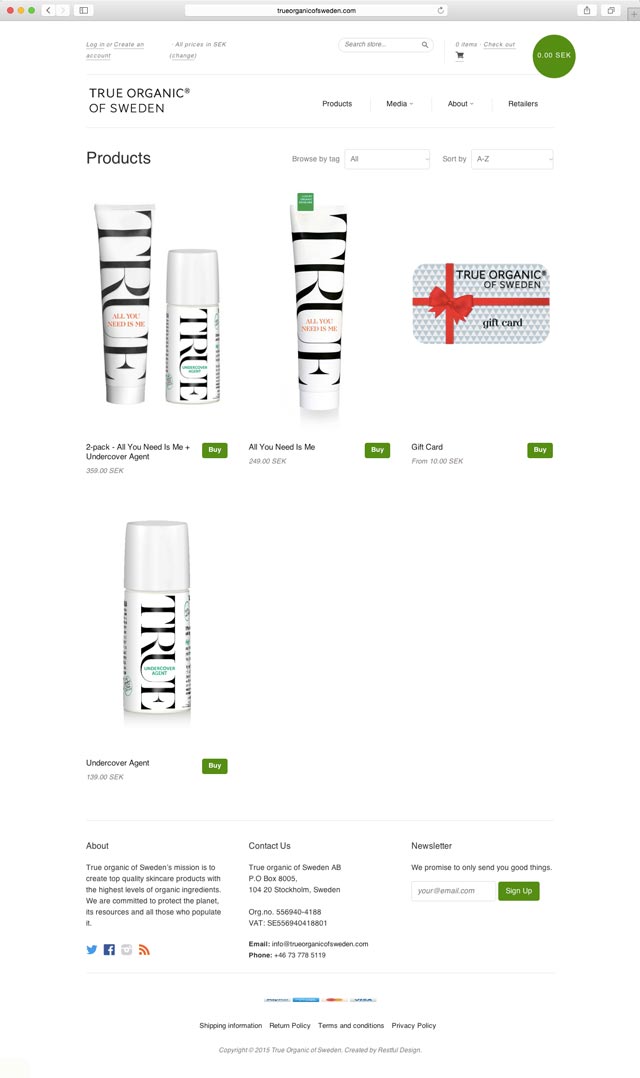 trueorganicofsweden.com
Log in or Create an account
· All prices in SEK (change)
Search store...
0 items · Check out
0.00 SEK
TRUE ORGANIC®
OF SWEDEN
Products
Media
About
Retailers
Products
Browse by tag
All
Sort by
A-Z
TRUE
ALL YOU
NEED IS ME
TRUE
UNDERCOVER
AGENT
TRUE
ALL YOU
NEED IS ME
TRUE ORGANIC®
OF SWEDEN
gift card
2-pack - All You Need Is Me +
Undercover Agent
Buy
359.00 SEK
All You Need Is Me
Buy
249.00 SEK
Gift Card
Buy
From 10.00 SEK
TRUE
UNDERCOVER
AGENT
Undercover Agent
Buy
139.00 SEK
About
True organic of Sweden's mission is to
create top quality skincare products with
the highest levels of organic ingredients.
We are committed to protect the planet,
its resources and all those who populate
it.
Contact Us
True organic of Sweden AB
P.O Box 8005,
104 20 Stockholm, Sweden
Org.no. 556940-4188
VAT: SE556940418801
Email: info@trueorganicofsweden.com
Phone: +46 73 778 5119
Newsletter
We promise to only send you good things.
your@email.com
Sign Up
Shipping information
Return Policy
Terms and conditions
Privacy Policy
Copyright © 2015 True Organic of Sweden. Created by Restful Design.